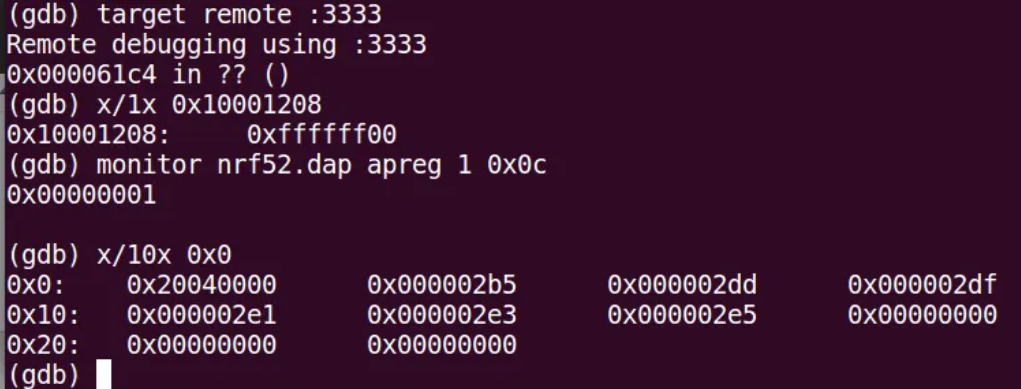 (gdb) target remote :3333
Remote debugging using :3333
0x000061c4 in ?? ()
(gdb) x/1x 0x10001208
0x10001208:     0xffffff00
(gdb) monitor nrf52.dap apreg 1 0x0c
0x00000001
(gdb) x/10x 0x0
0x0:    0x20040000      0x000002b5      0x000002dd      0x000002df
0x10:   0x000002e1      0x000002e3      0x000002e5      0x00000000
0x20:   0x00000000      0x00000000
(gdb)